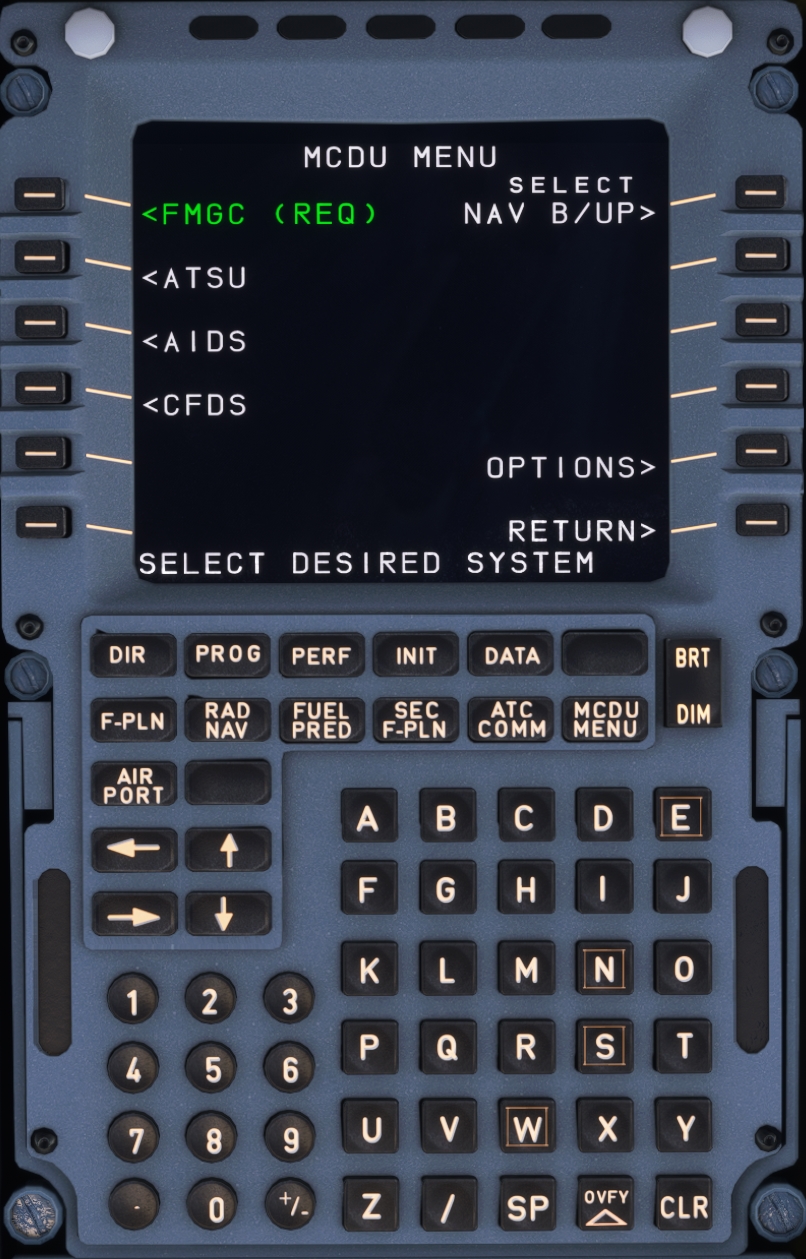 MCDU MENU
SELECT
<FMGC (REQ) NAV B/UP>
<ATSU
<AIDS
<CFDS
OPTIONS>
RETURN>
SELECT DESIRED SYSTEM
DIR PROG PERF INIT DATA BRT
F-PLN RAD NAV FUEL PRED SEC F-PLN ATC COMM MCDU MENU DIM
AIR PORT
← ↑
→ ↓
A B C D E
F G H I J
K L M N O
1 2 3
P Q R S T
4 5 6
U V W X Y
7 8 9
Z / SP OVFY CLR
. 0 +/-